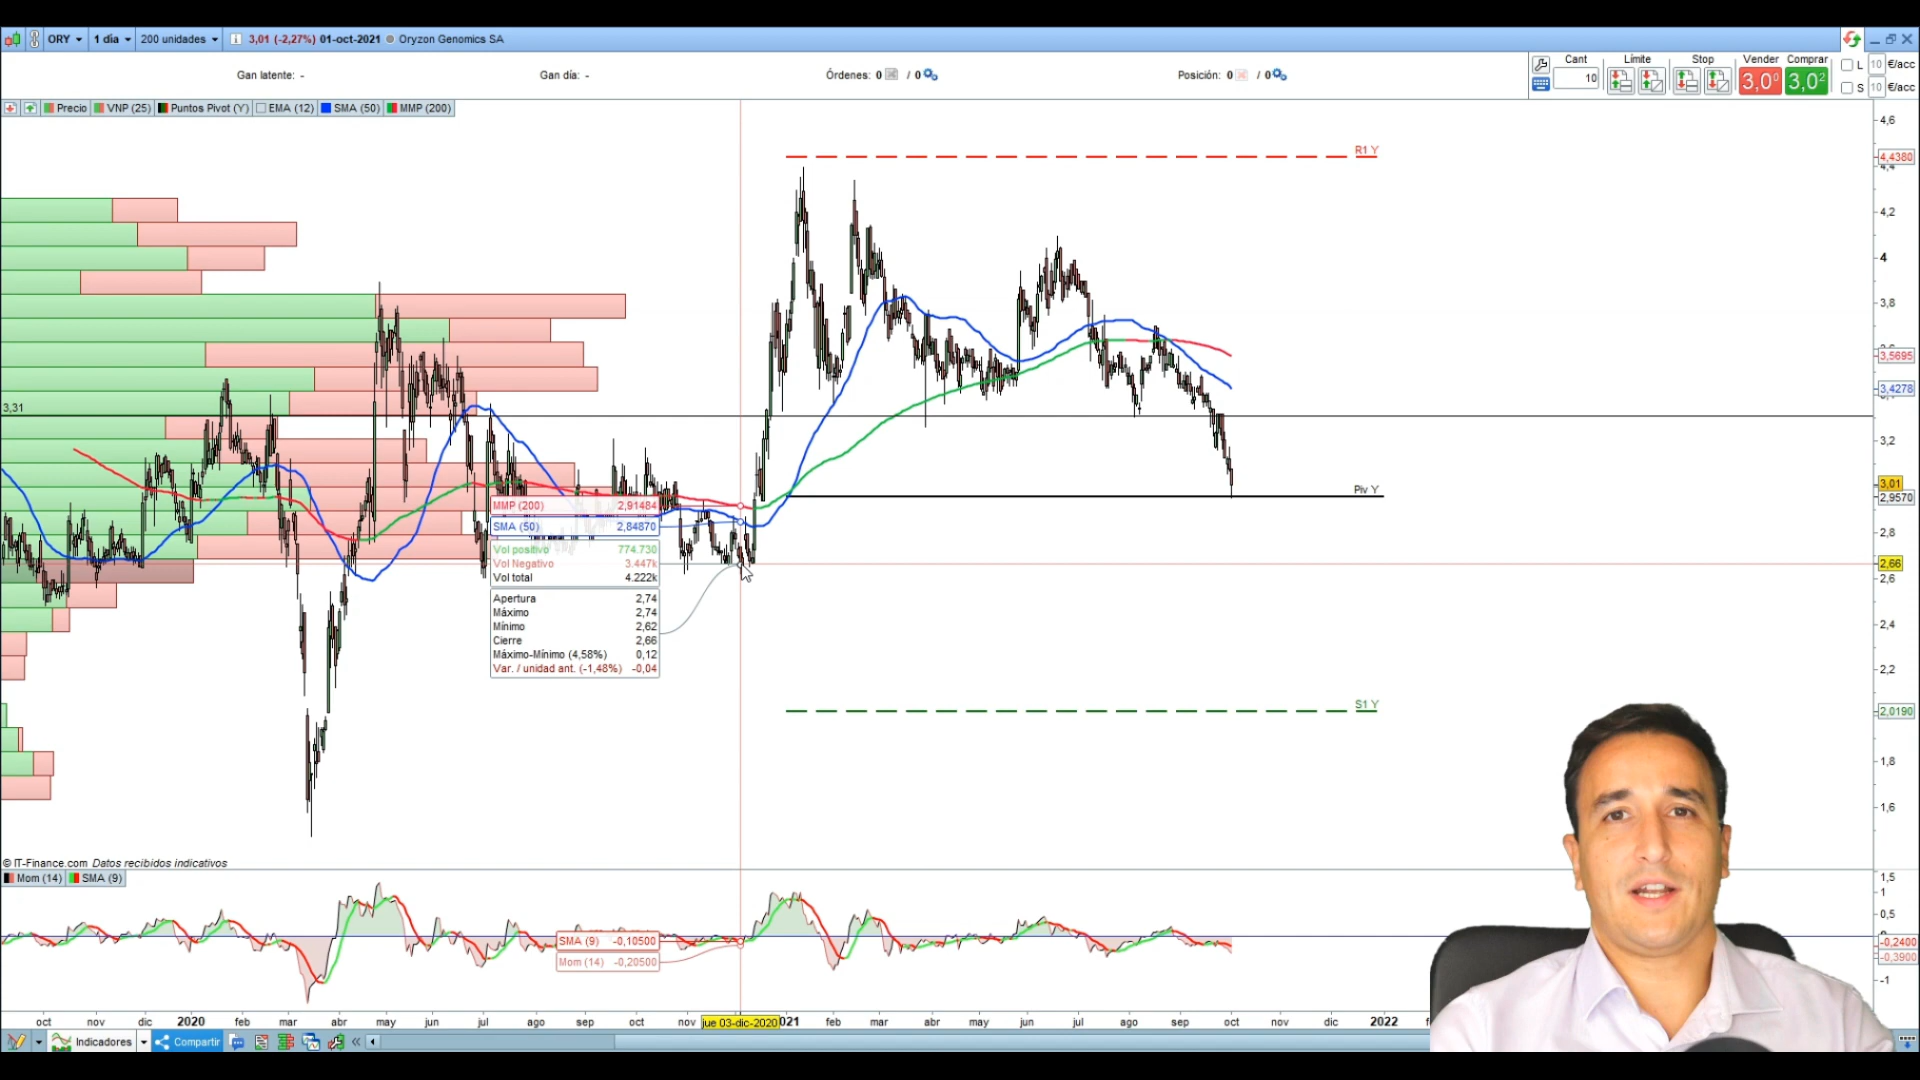 ORY 1 día 200 unidades 3,01 (-2,27%) 01-oct-2021 Oryzon Genomics SA
Gan latente: - Gan día: - Órdenes: 0 / 0 Posición: 0 / 0
Cant Límite Stop Vender Comprar
10 3,0⁰ 3,0² L 10 €/acc
S 10 €/acc
Precio VNP (25) Puntos Pivot (Y) EMA (12) SMA (50) MMP (200)
4,6
R1 Y
4,4380
4,2
4
3,8
3,5695
3,4278
3,31
3,2
3,01
Piv Y 2,9570
MMP (200) 2,91484
SMA (50) 2,84870
2,8
Vol positivo 774.730
Vol Negativo 3.447k
2,66
Vol total 4.222k
2,6
Apertura 2,74
Máximo 2,74
Mínimo 2,62
2,4
Cierre 2,66
Máximo-Mínimo (4,58%) 0,12
Var. / unidad ant. (-1,48%) -0,04
2,2
S1 Y
2,0190
1,8
1,6
© IT-Finance.com Datos recibidos indicativos
Mom (14) SMA (9)
1,5
1
0,5
SMA (9) -0,10500
-0,2400
Mom (14) -0,20500
-0,3900
-1
oct nov dic 2020 feb mar abr may jun jul ago sep oct nov jue 03-dic-2020 021 feb mar abr may jun jul ago sep oct nov dic 2022
Indicadores Compartir